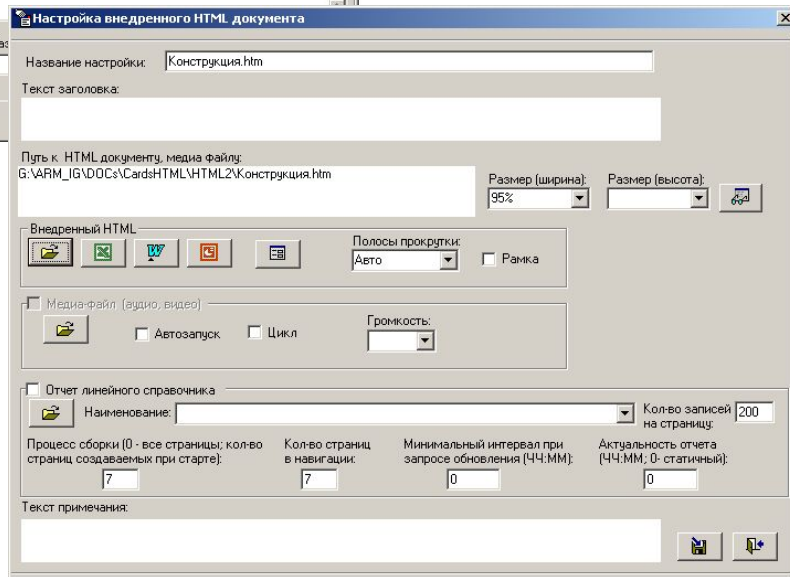 Настройка внедренного HTML документа
Название настройки: Конструкция.htm
Текст заголовка:
Путь к HTML документу, медиа файлу:
G:\ARM_IG\DOCs\CardsHTML\HTML2\Конструкция.htm
Размер (ширина): Размер (высота):
95%
Внедренный HTML
Полосы прокрутки:
Авто Рамка
Медиа-файл (аудио, видео)
Громкость:
Автозапуск Цикл
Отчет линейного справочника
Наименование: Кол-во записей на страницу: 200
Процесс сборки (0 - все страницы; кол-во Кол-во страниц Минимальный интервал при Актуальность отчета
страниц создаваемых при старте): в навигации: запросе обновления (ЧЧ:ММ): (ЧЧ:ММ; 0- статичный):
7 7 0 0
Текст примечания: